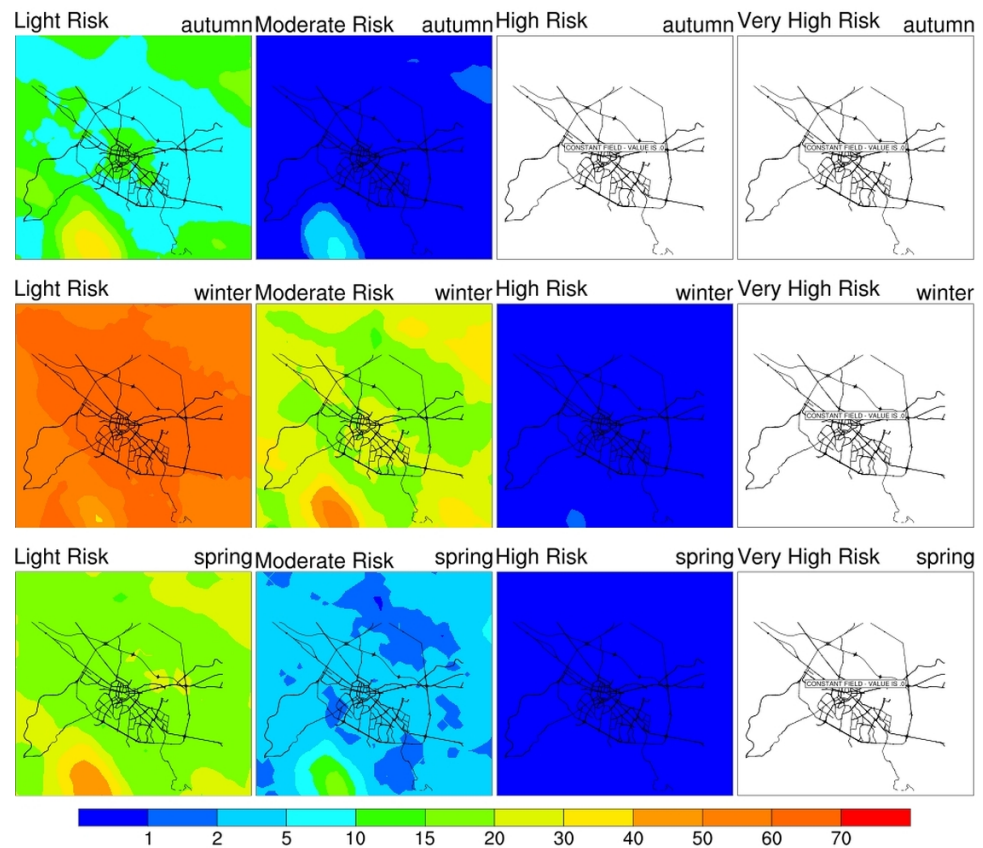 Light Risk autumn Moderate Risk autumn High Risk autumn Very High Risk autumn
CONSTANT FIELD - VALUE IS .0 CONSTANT FIELD - VALUE IS .0
Light Risk winter Moderate Risk winter High Risk winter Very High Risk winter
CONSTANT FIELD - VALUE IS .0
Light Risk spring Moderate Risk spring High Risk spring Very High Risk spring
CONSTANT FIELD - VALUE IS .0
1 2 5 10 15 20 30 40 50 60 70